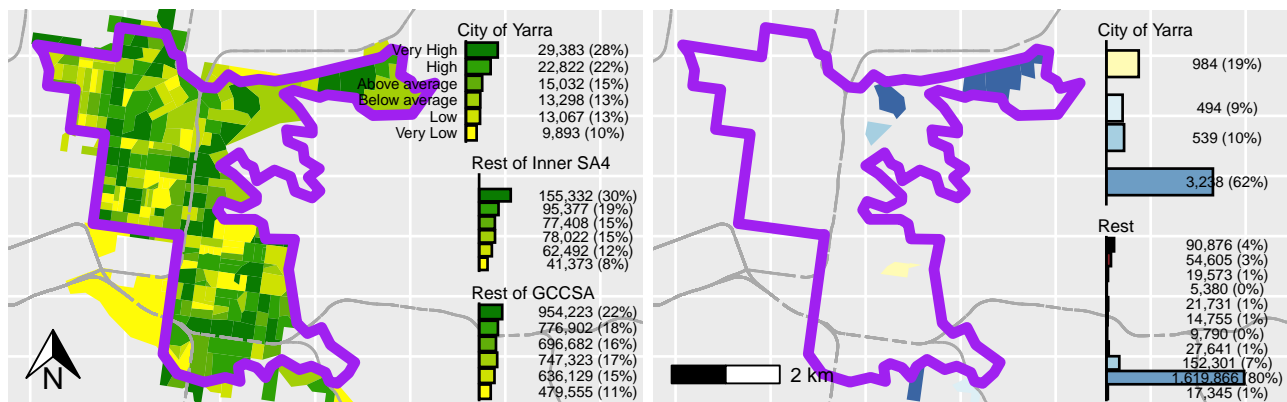 City of Yarra
Very High 29,383 (28%)
High 22,822 (22%)
Above average 15,032 (15%)
Below average 13,298 (13%)
Low 13,067 (13%)
Very Low 9,893 (10%)
Rest of Inner SA4
155,332 (30%)
95,377 (19%)
77,408 (15%)
78,022 (15%)
62,492 (12%)
41,373 (8%)
Rest of GCCSA
954,223 (22%)
776,902 (18%)
696,682 (16%)
747,323 (17%)
636,129 (15%)
479,555 (11%)
N
City of Yarra
984 (19%)
494 (9%)
539 (10%)
3,238 (62%)
Rest
90,876 (4%)
54,605 (3%)
19,573 (1%)
5,380 (0%)
21,731 (1%)
14,755 (1%)
9,790 (0%)
27,641 (1%)
152,301 (7%)
1,619,866 (80%)
17,345 (1%)
2 km